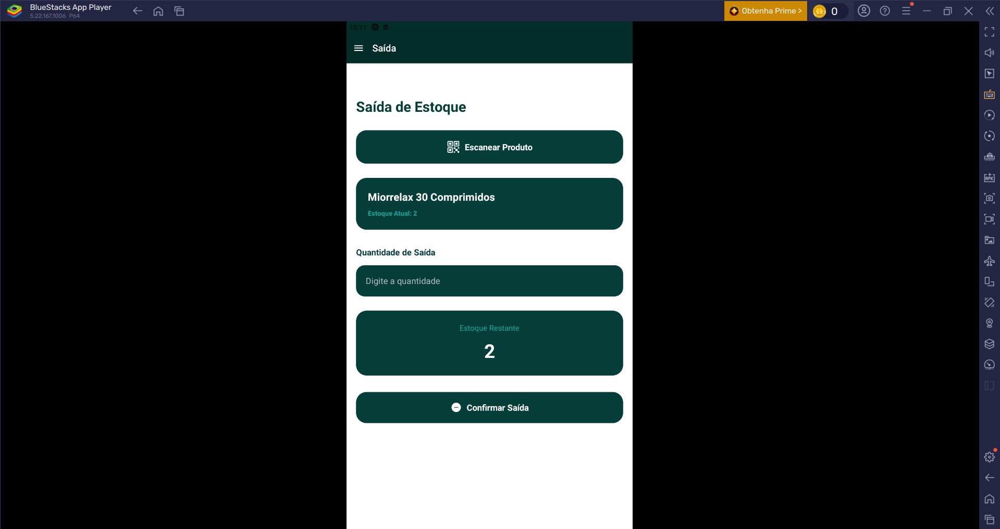 BlueStacks App Player
5.22.167.1006 P64
Obtenha Prime >
0
15:11
Saída
Saída de Estoque
Escanear Produto
Miorrelax 30 Comprimidos
Estoque Atual: 2
Quantidade de Saída
Digite a quantidade
Estoque Restante
2
Confirmar Saída